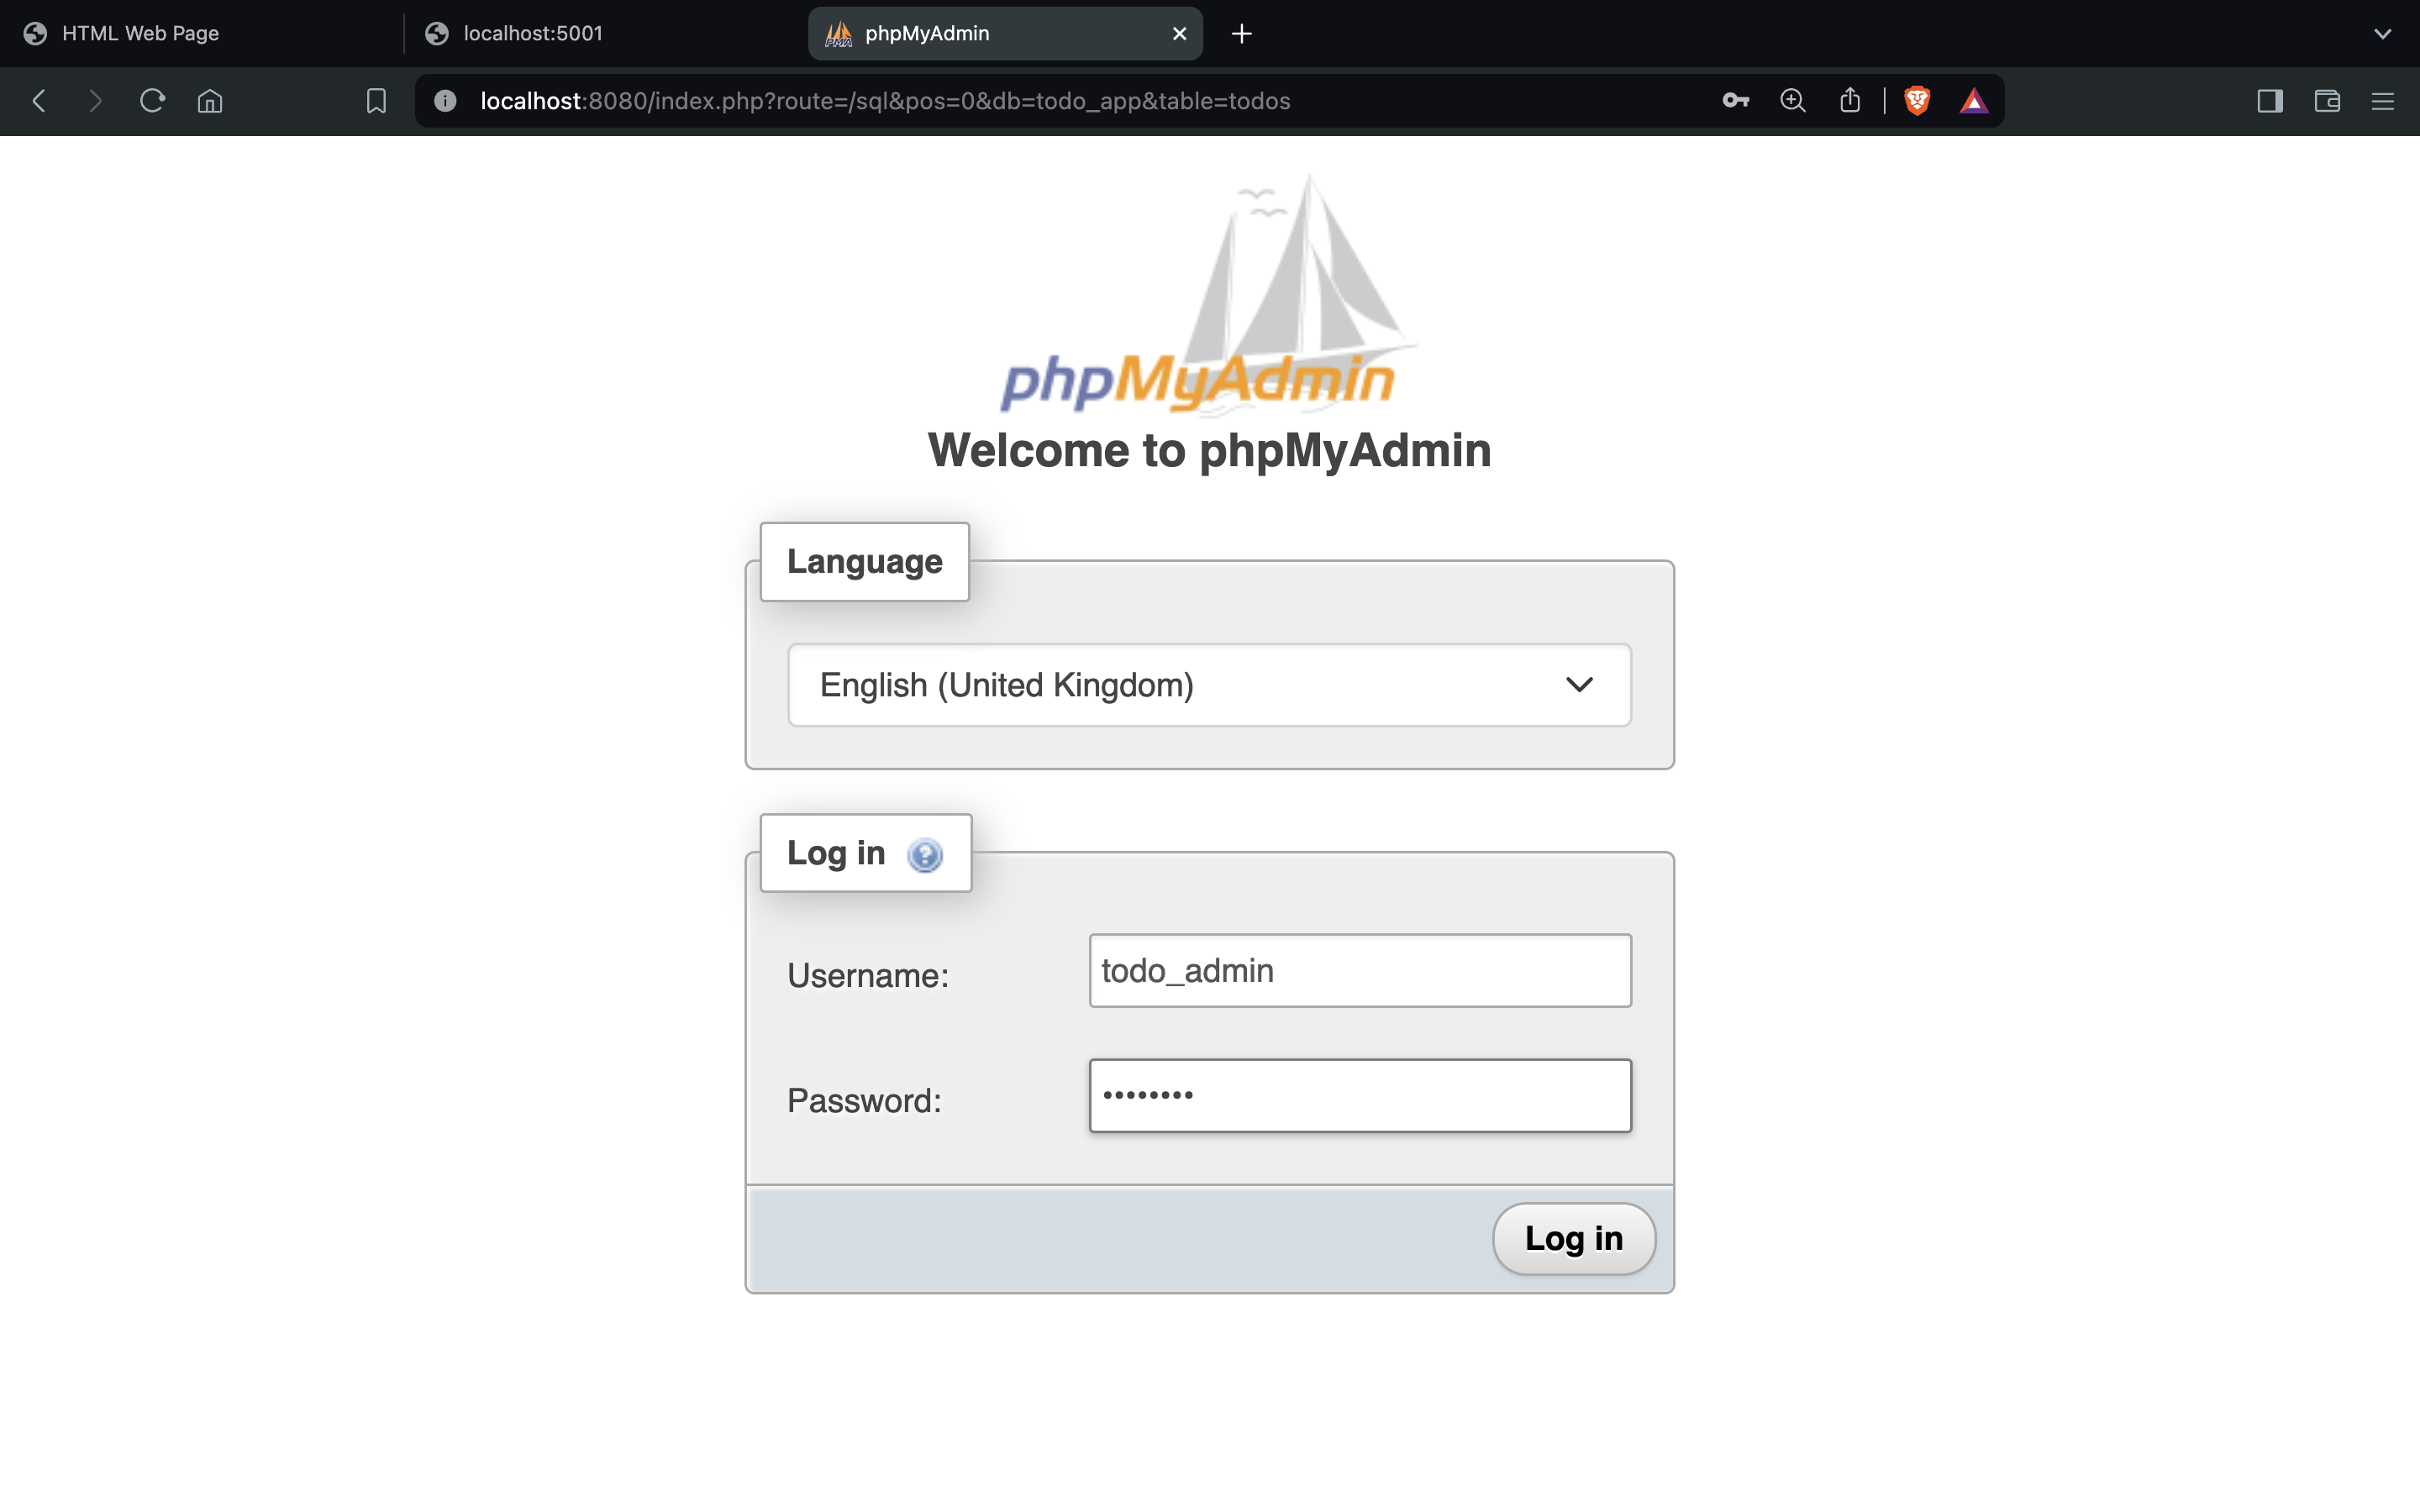 HTML Web Page
localhost:5001
phpMyAdmin
localhost:8080/index.php?route=/sql&pos=0&db=todo_app&table=todos
phpMyAdmin
Welcome to phpMyAdmin
Language
English (United Kingdom)
Log in
Username:
todo_admin
Password:
••••••••
Log in